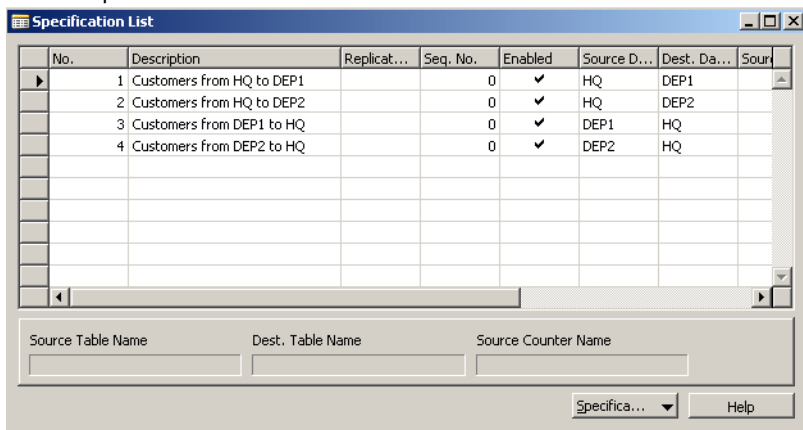 Specification List
No. Description Replicat... Seq. No. Enabled Source D... Dest. Da... Sour
1 Customers from HQ to DEP1 0 HQ DEP1
2 Customers from HQ to DEP2 0 HQ DEP2
3 Customers from DEP1 to HQ 0 DEP1 HQ
4 Customers from DEP2 to HQ 0 DEP2 HQ
Source Table Name Dest. Table Name Source Counter Name
Specifica... Help